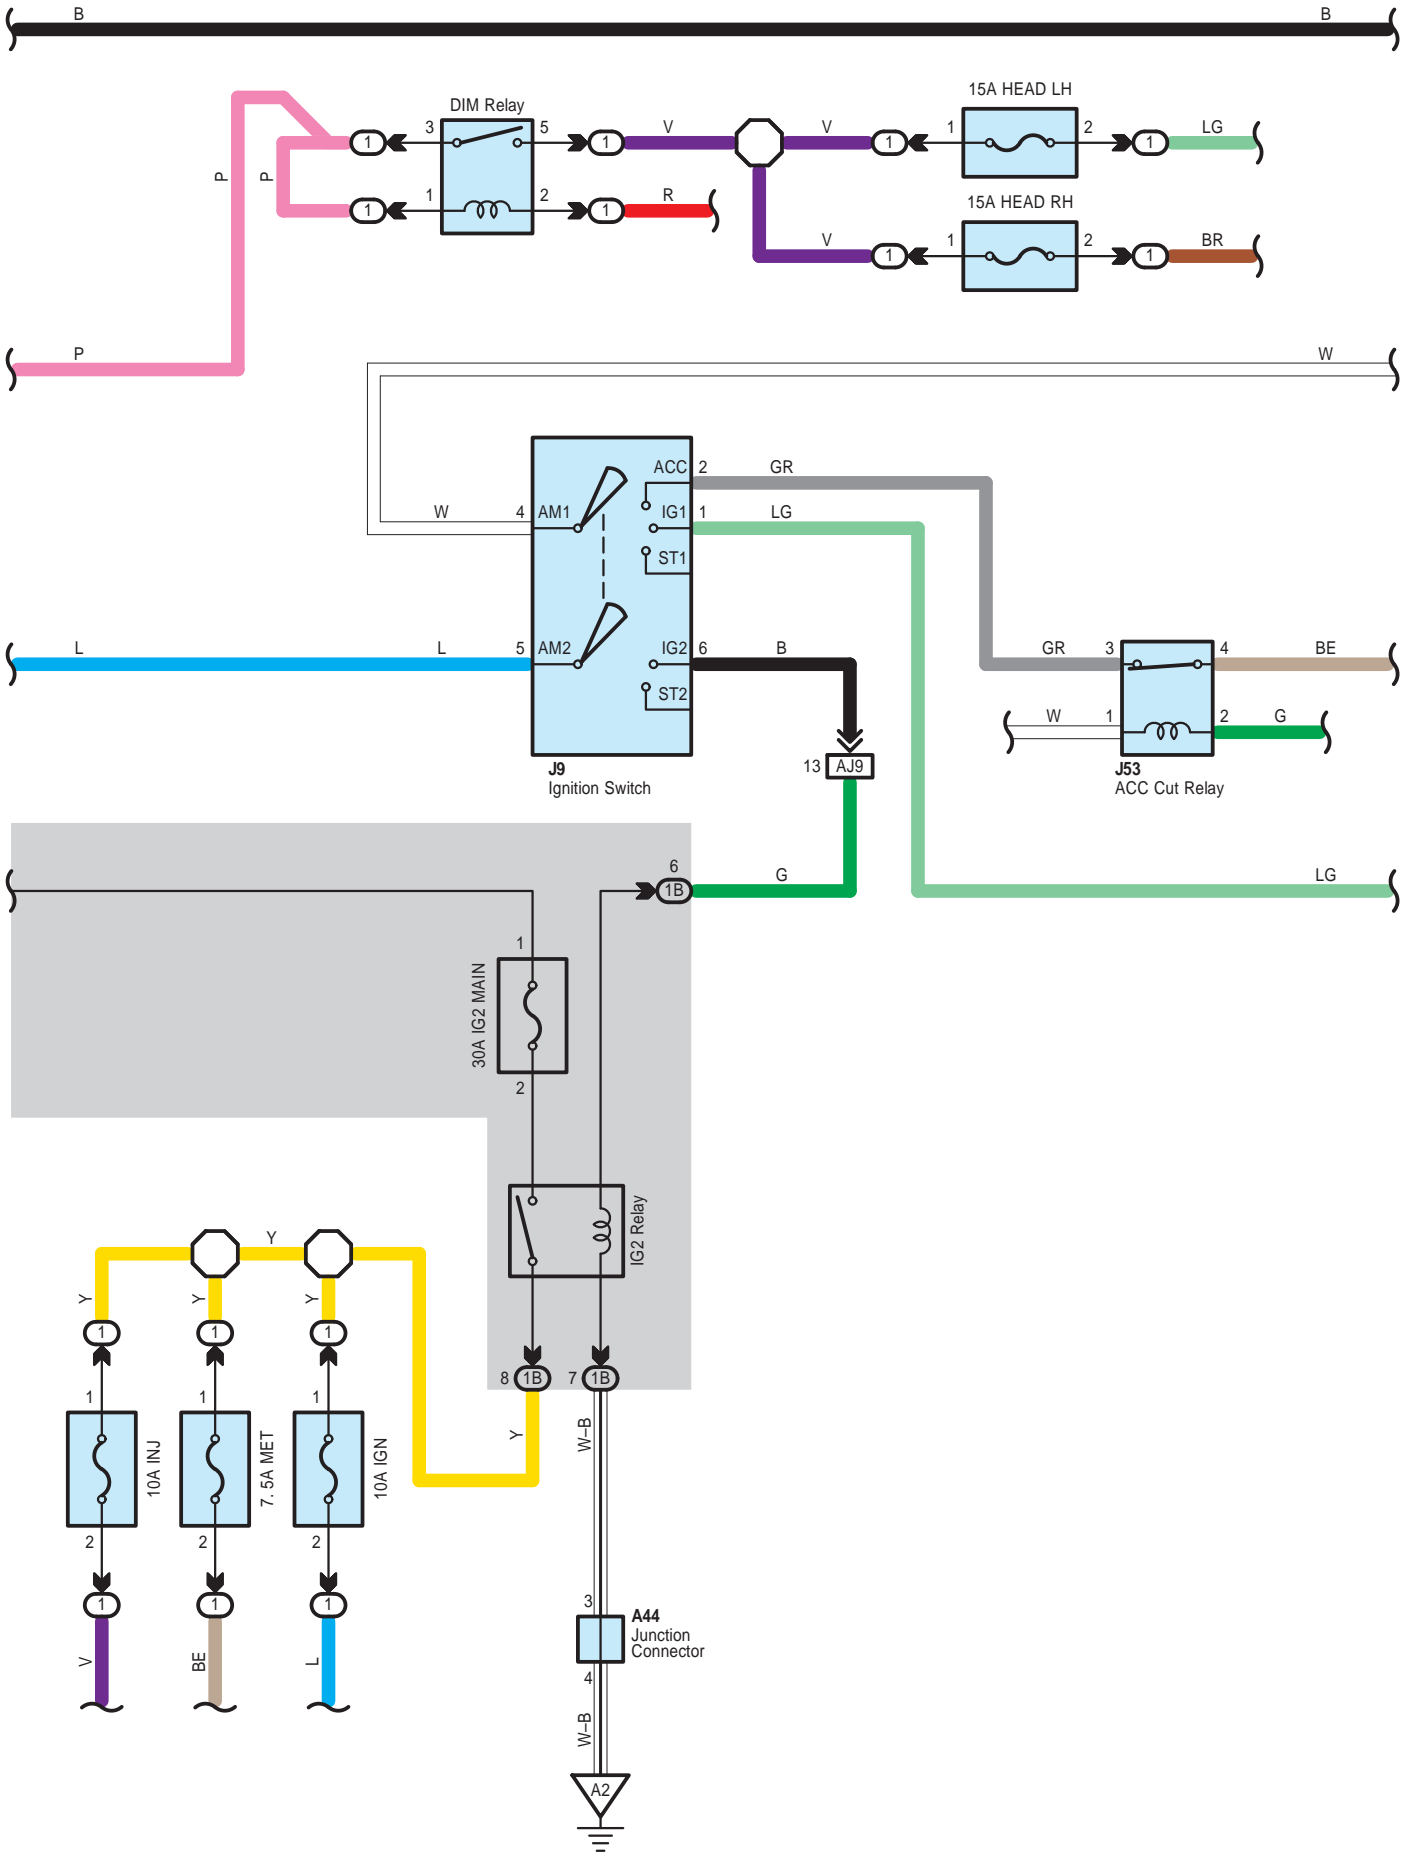 B
B
DIM Relay
15A HEAD LH
3
5
V
V
1
2
LG
1
1
1
1
P
P
1
2
R
15A HEAD RH
1
1
V
1
2
BR
1
1
P
W
ACC
2
GR
W
4
AM1
IG1
1
LG
ST1
L
L
5
AM2
IG2
6
B
GR
3
4
BE
ST2
W
1
2
G
13
AJ9
J9
Ignition Switch
J53
ACC Cut Relay
6
1B
G
LG
1
30A IG2 MAIN
2
IG2 Relay
Y
Y
Y
Y
1
1
1
8
1B
7
1B
1
1
1
Y
W–B
10A INJ
7. 5A MET
10A IGN
2
2
2
1
1
1
3
A44
Junction
Connector
V
BE
L
4
W–B
A2